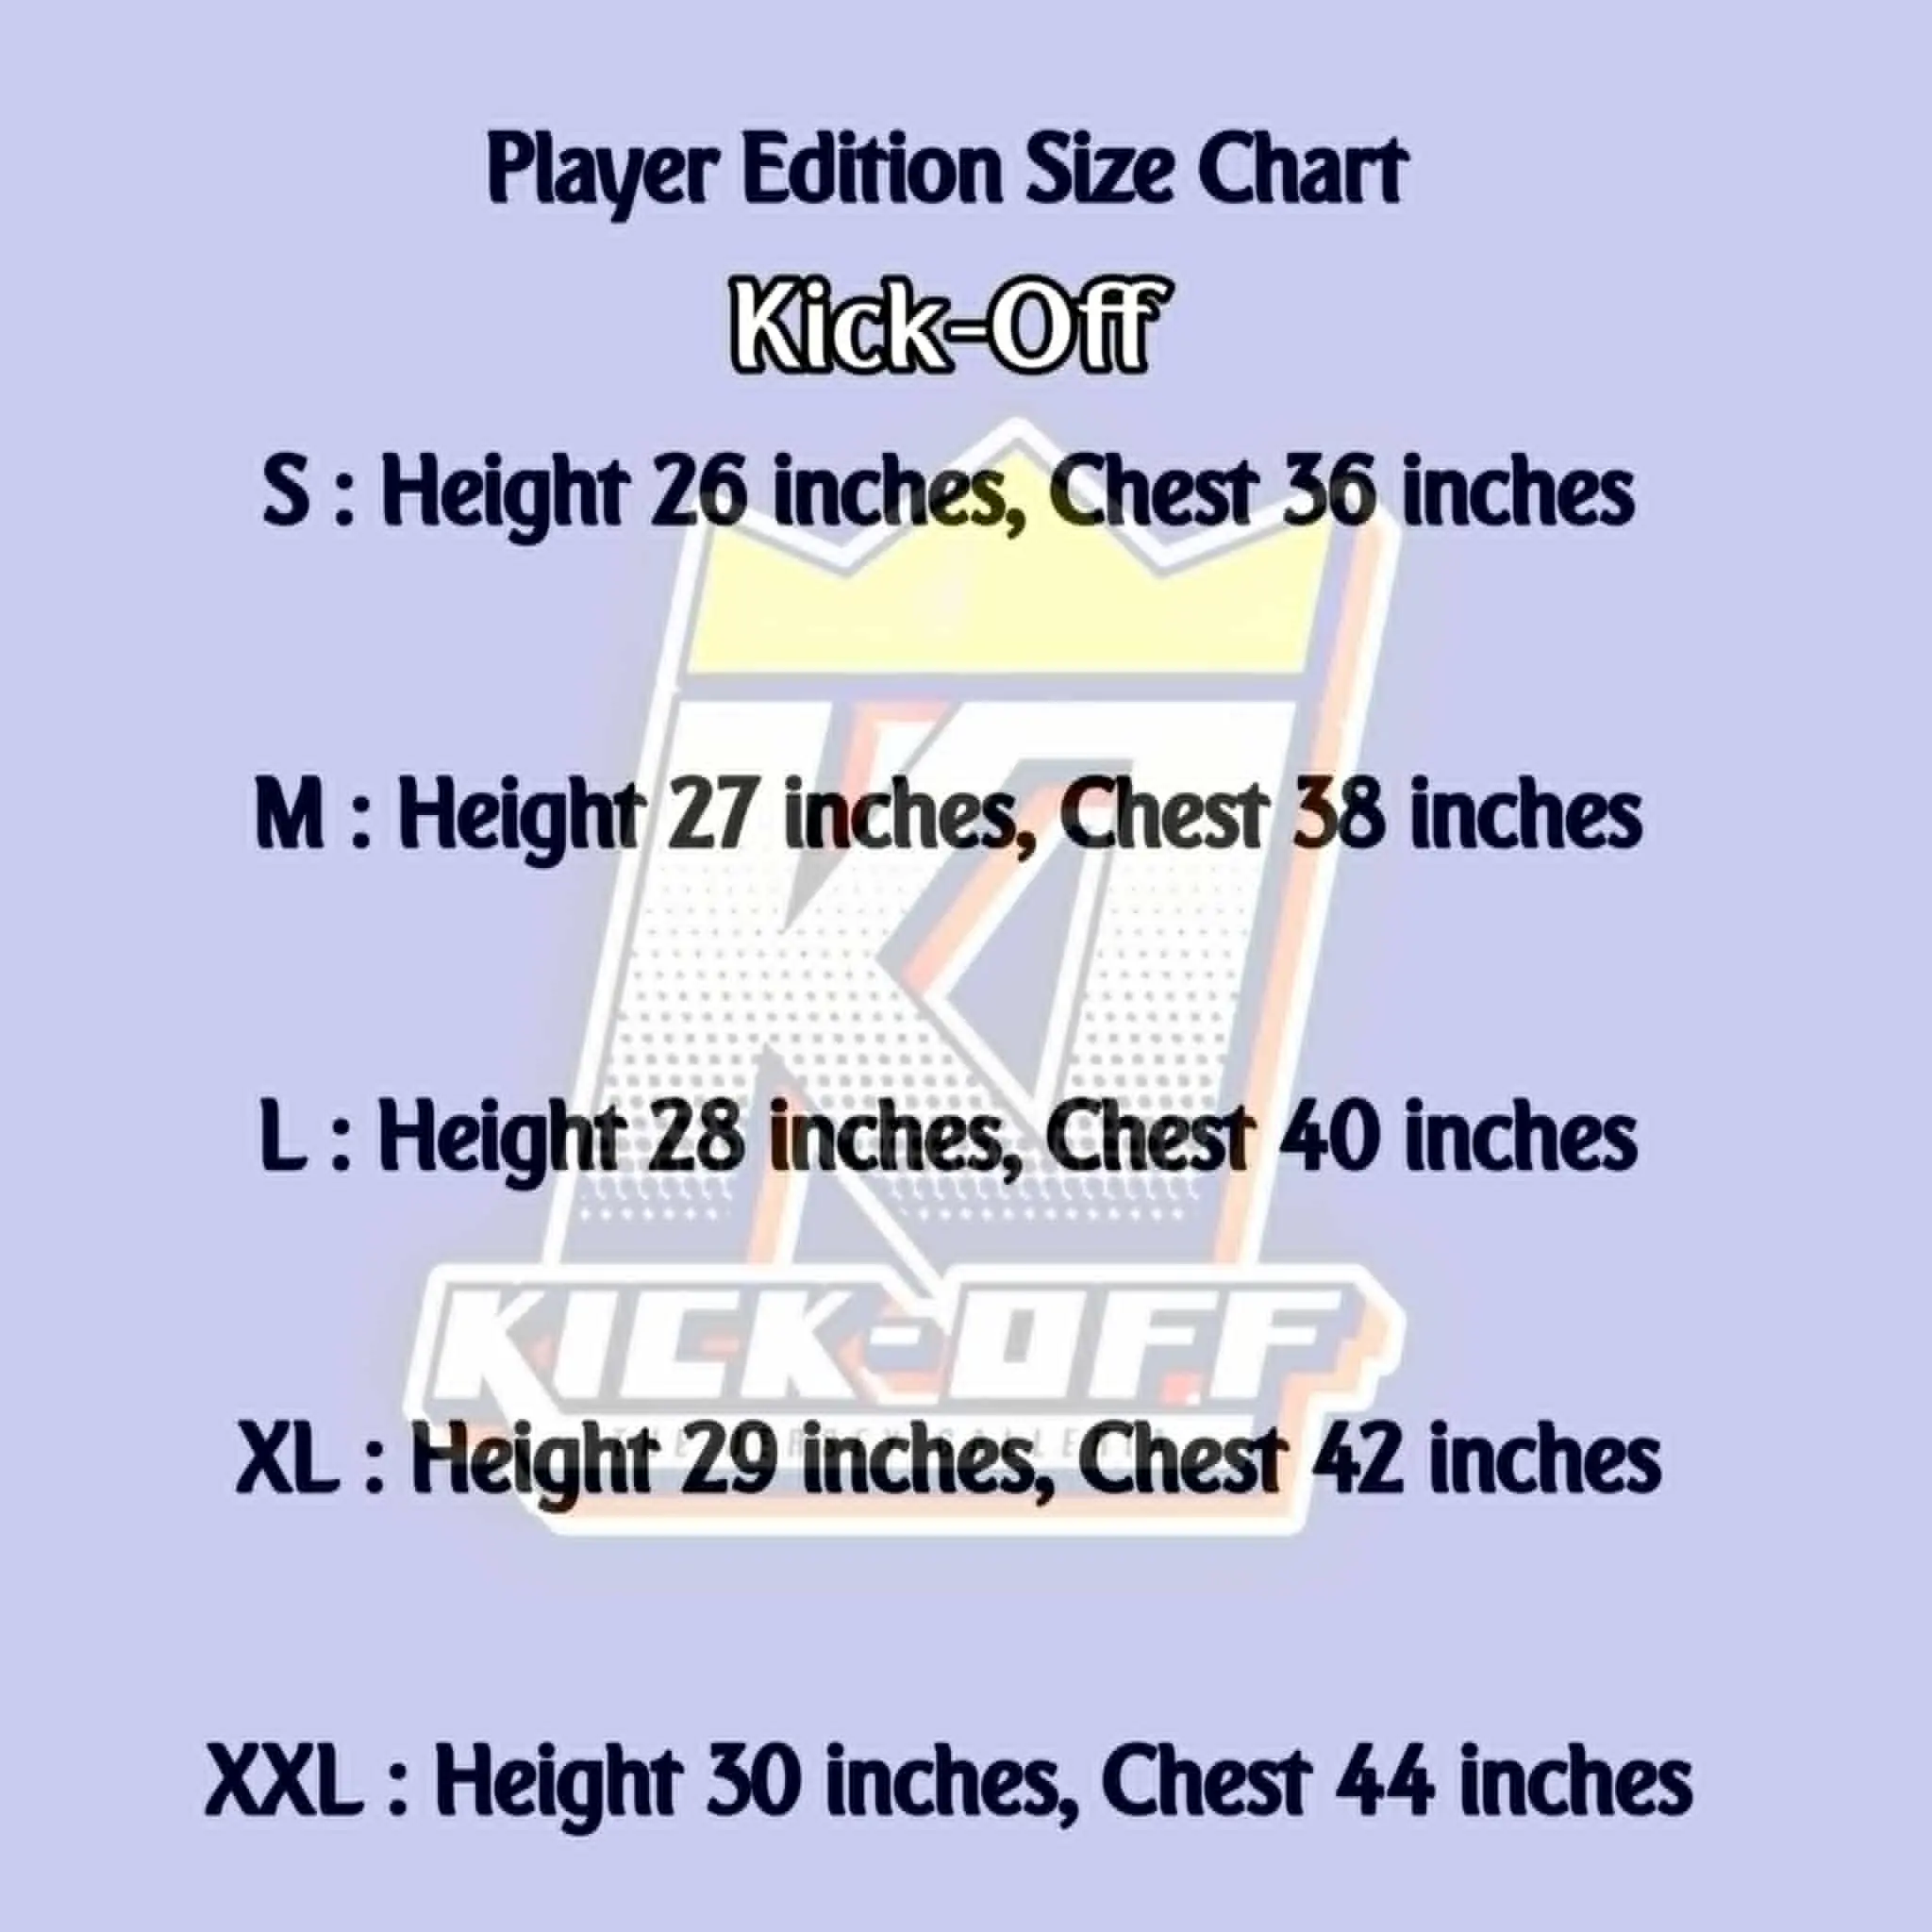 Player Edition Size Chart
Kick-Off
S : Height 26 inches, Chest 36 inches
M : Height 27 inches, Chest 38 inches
L : Height 28 inches, Chest 40 inches
KICK-OFF
XL : Height 29 inches, Chest 42 inches
XXL : Height 30 inches, Chest 44 inches